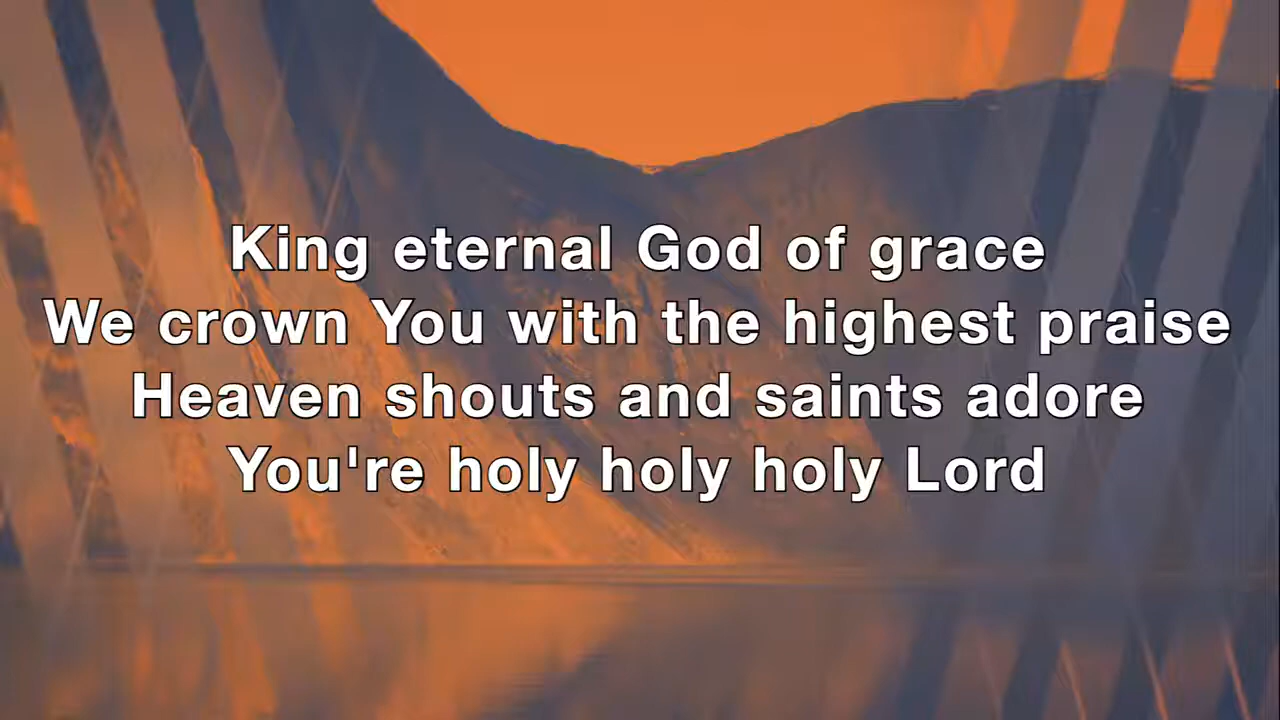 King eternal God of grace
We crown You with the highest praise
Heaven shouts and saints adore
You're holy holy holy Lord